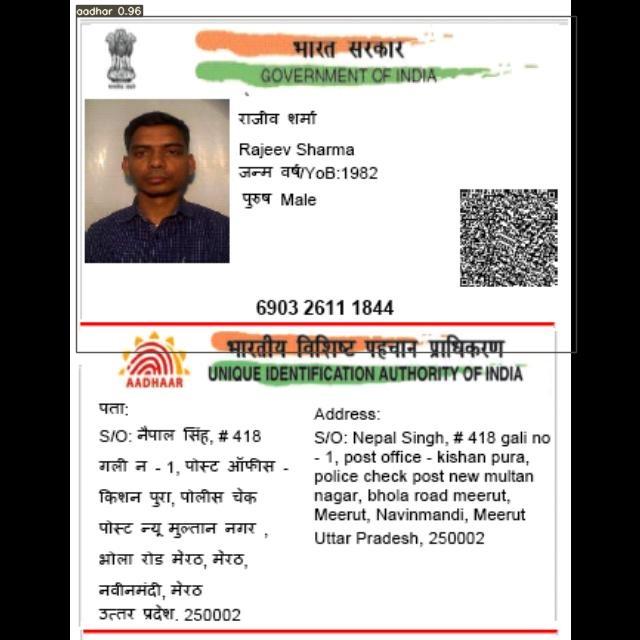 aadhar 0.96
भारत सरकार
GOVERNMENT OF INDIA
राजीव शर्मा
Rajeev Sharma
जन्म वर्ष/YoB:1982
पुरुष Male
6903 2611 1844
भारतीय विशिष्ट पहचान प्राधिकरण
AADHAAR
UNIQUE IDENTIFICATION AUTHORITY OF INDIA
पता:
S/O: नेपाल सिंह, # 418
गली न - 1, पोस्ट ऑफीस -
किशन पुरा, पोलीस चेक
पोस्ट न्यू मुल्तान नगर ,
भोला रोड मेरठ, मेरठ,
नवीनमंदी, मेरठ
उत्तर प्रदेश. 250002
Address:
S/O: Nepal Singh, # 418 gali no
- 1, post office - kishan pura,
police check post new multan
nagar, bhola road meerut,
Meerut, Navinmandi, Meerut
Uttar Pradesh, 250002